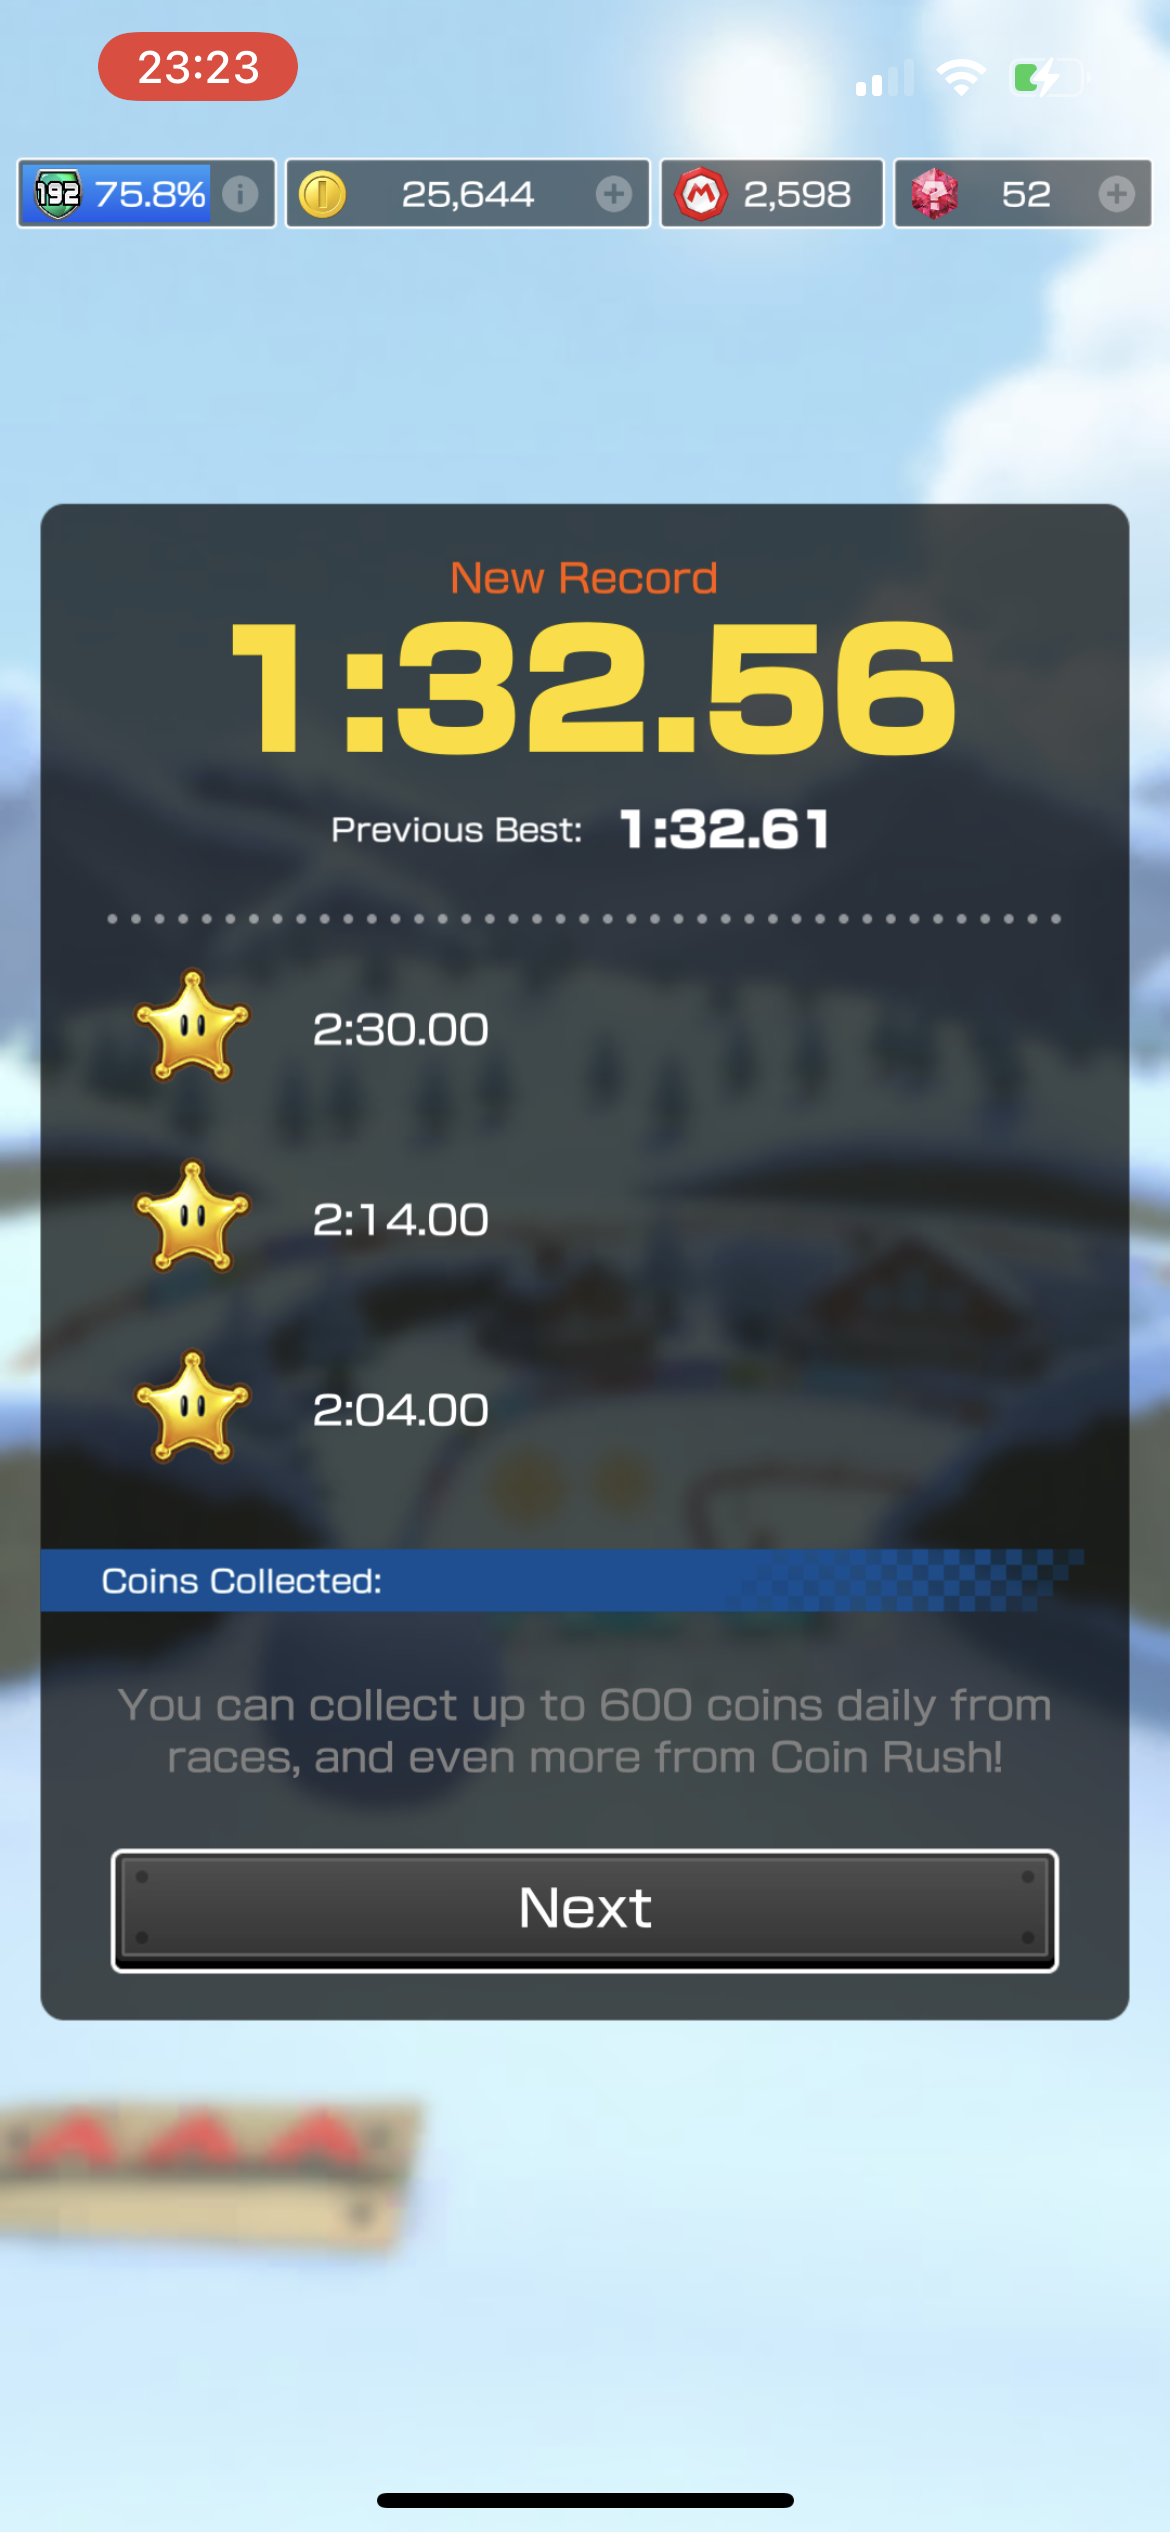 23:23
192 75.8% i 25,644 + M 2,598 ? 52 +
New Record
1:32.56
Previous Best: 1:32.61
2:30.00
2:14.00
2:04.00
Coins Collected:
You can collect up to 600 coins daily from
races, and even more from Coin Rush!
Next